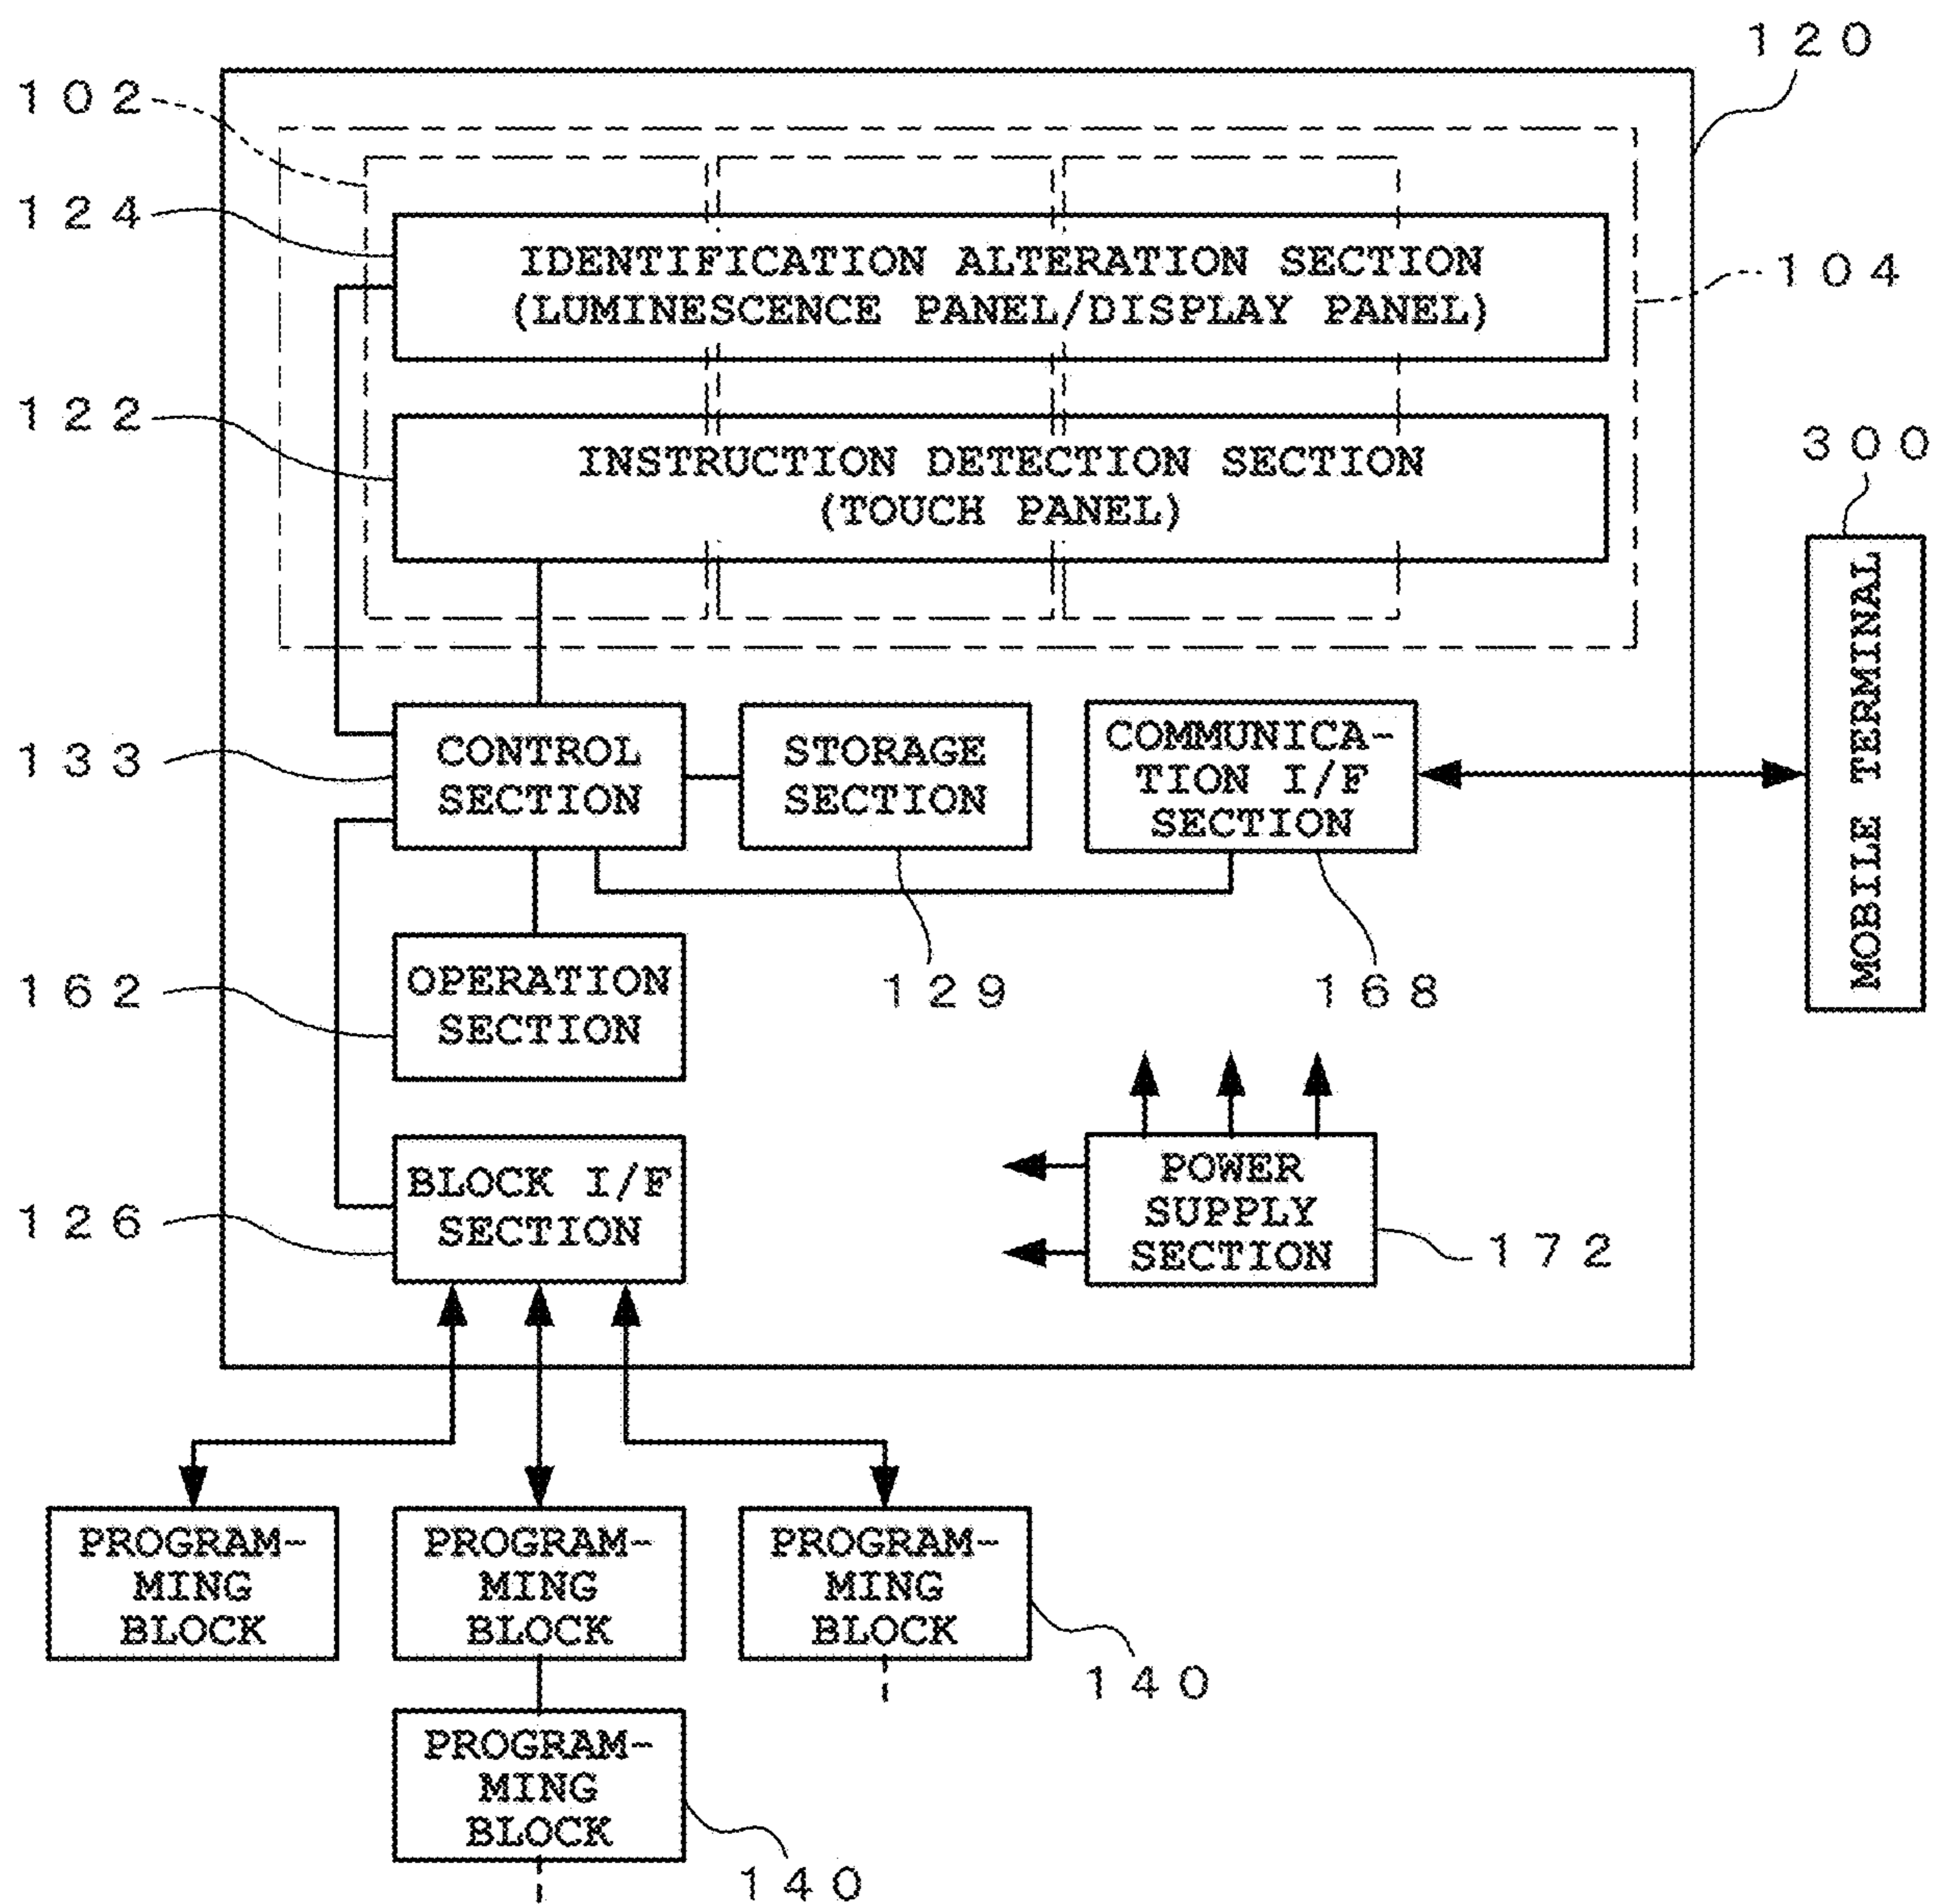 120
102
124
IDENTIFICATION ALTERATION SECTION
(LUMINESCENCE PANEL/DISPLAY PANEL)
104
122
INSTRUCTION DETECTION SECTION
(TOUCH PANEL)
300
MOBILE TERMINAL
133
CONTROL
SECTION
STORAGE
SECTION
COMMUNICA-
TION I/F
SECTION
162
OPERATION
SECTION
129
168
126
BLOCK I/F
SECTION
POWER
SUPPLY
SECTION
172
PROGRAM-
MING
BLOCK
PROGRAM-
MING
BLOCK
PROGRAM-
MING
BLOCK
140
PROGRAM-
MING
BLOCK
140